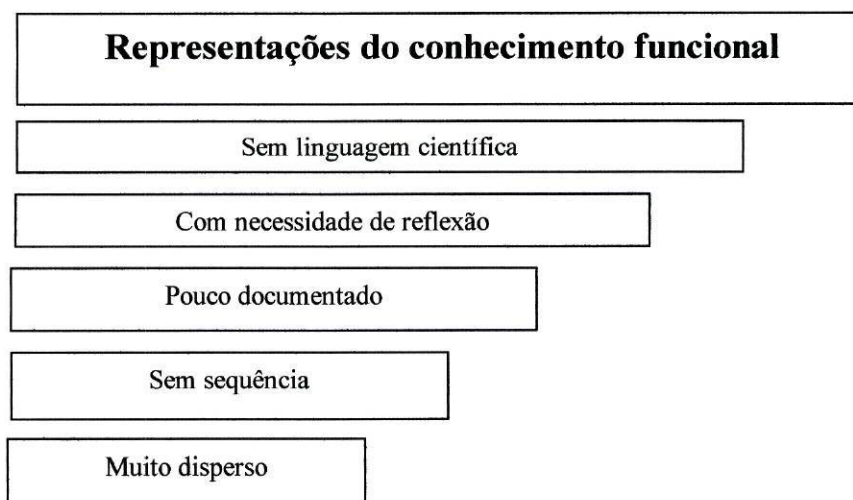 Representações do conhecimento funcional
Sem linguagem científica
Com necessidade de reflexão
Pouco documentado
Sem sequência
Muito disperso